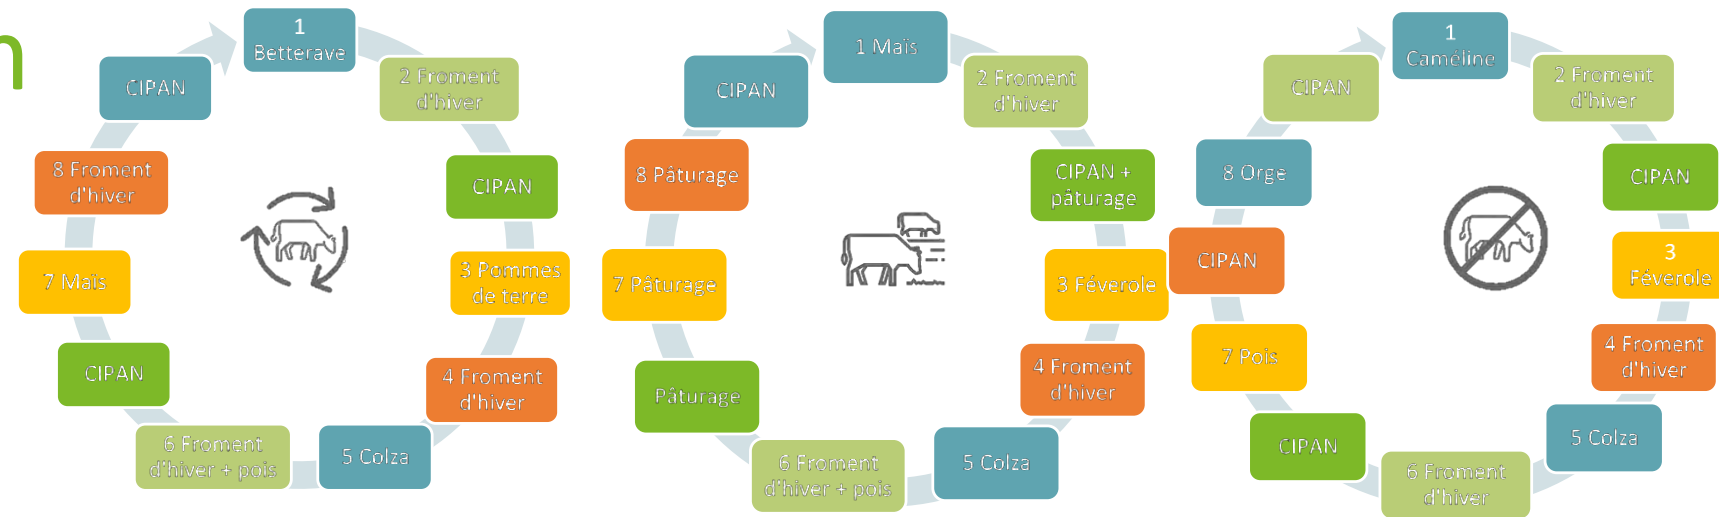 n
1
Betterave
2 Froment
d'hiver
CIPAN
3 Pommes
de terre
4 Froment
d'hiver
5 Colza
6 Froment
d'hiver + pois
CIPAN
7 Maïs
8 Froment
d'hiver
CIPAN
1 Maïs
2 Froment
d'hiver
CIPAN +
pâturage
3 Féverole
4 Froment
d'hiver
5 Colza
6 Froment
d'hiver + pois
Pâturage
7 Pâturage
8 Pâturage
CIPAN
1
Caméline
2 Froment
d'hiver
CIPAN
3
Féverole
4 Froment
d'hiver
5 Colza
6 Froment
d'hiver
CIPAN
7 Pois
CIPAN
8 Orge
CIPAN